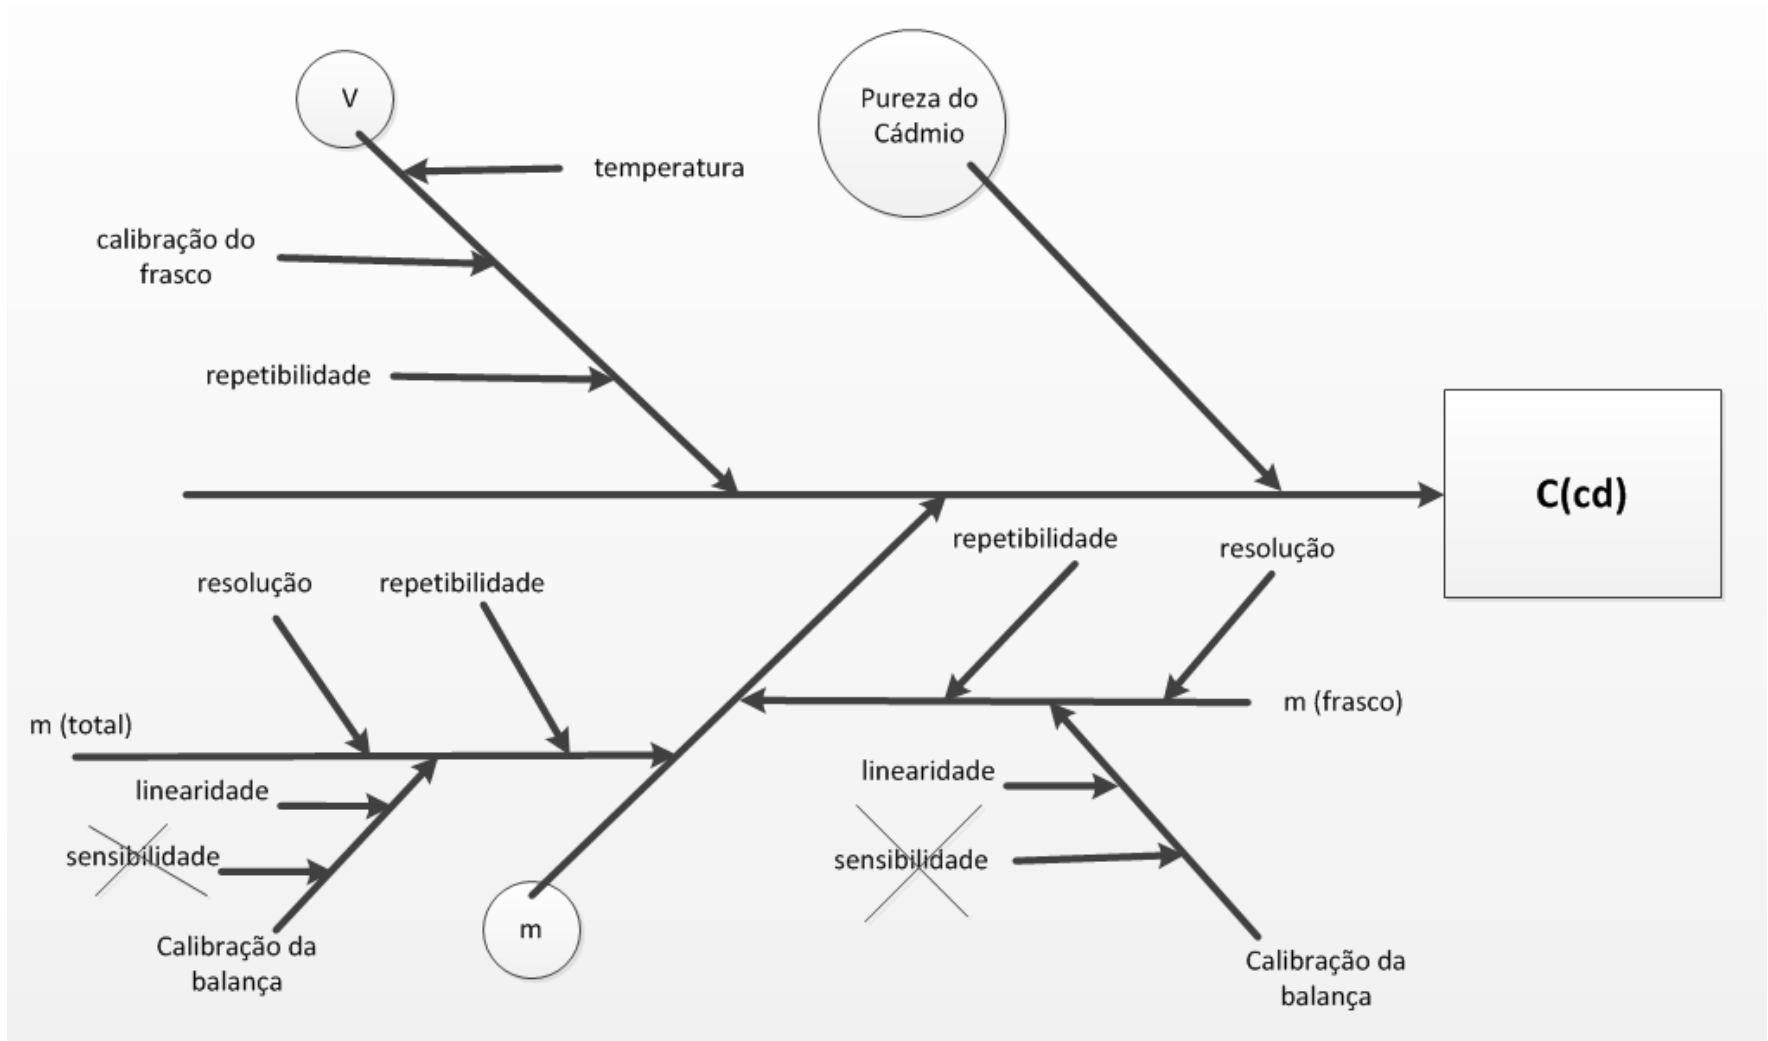 V
Pureza do
Cádmio
temperatura
calibração do
frasco
repetibilidade
C(cd)
repetibilidade
resolução
resolução
repetibilidade
m (total)
m (frasco)
linearidade
linearidade
sensibilidade
sensibilidade
Calibração da
balança
m
Calibração da
balança